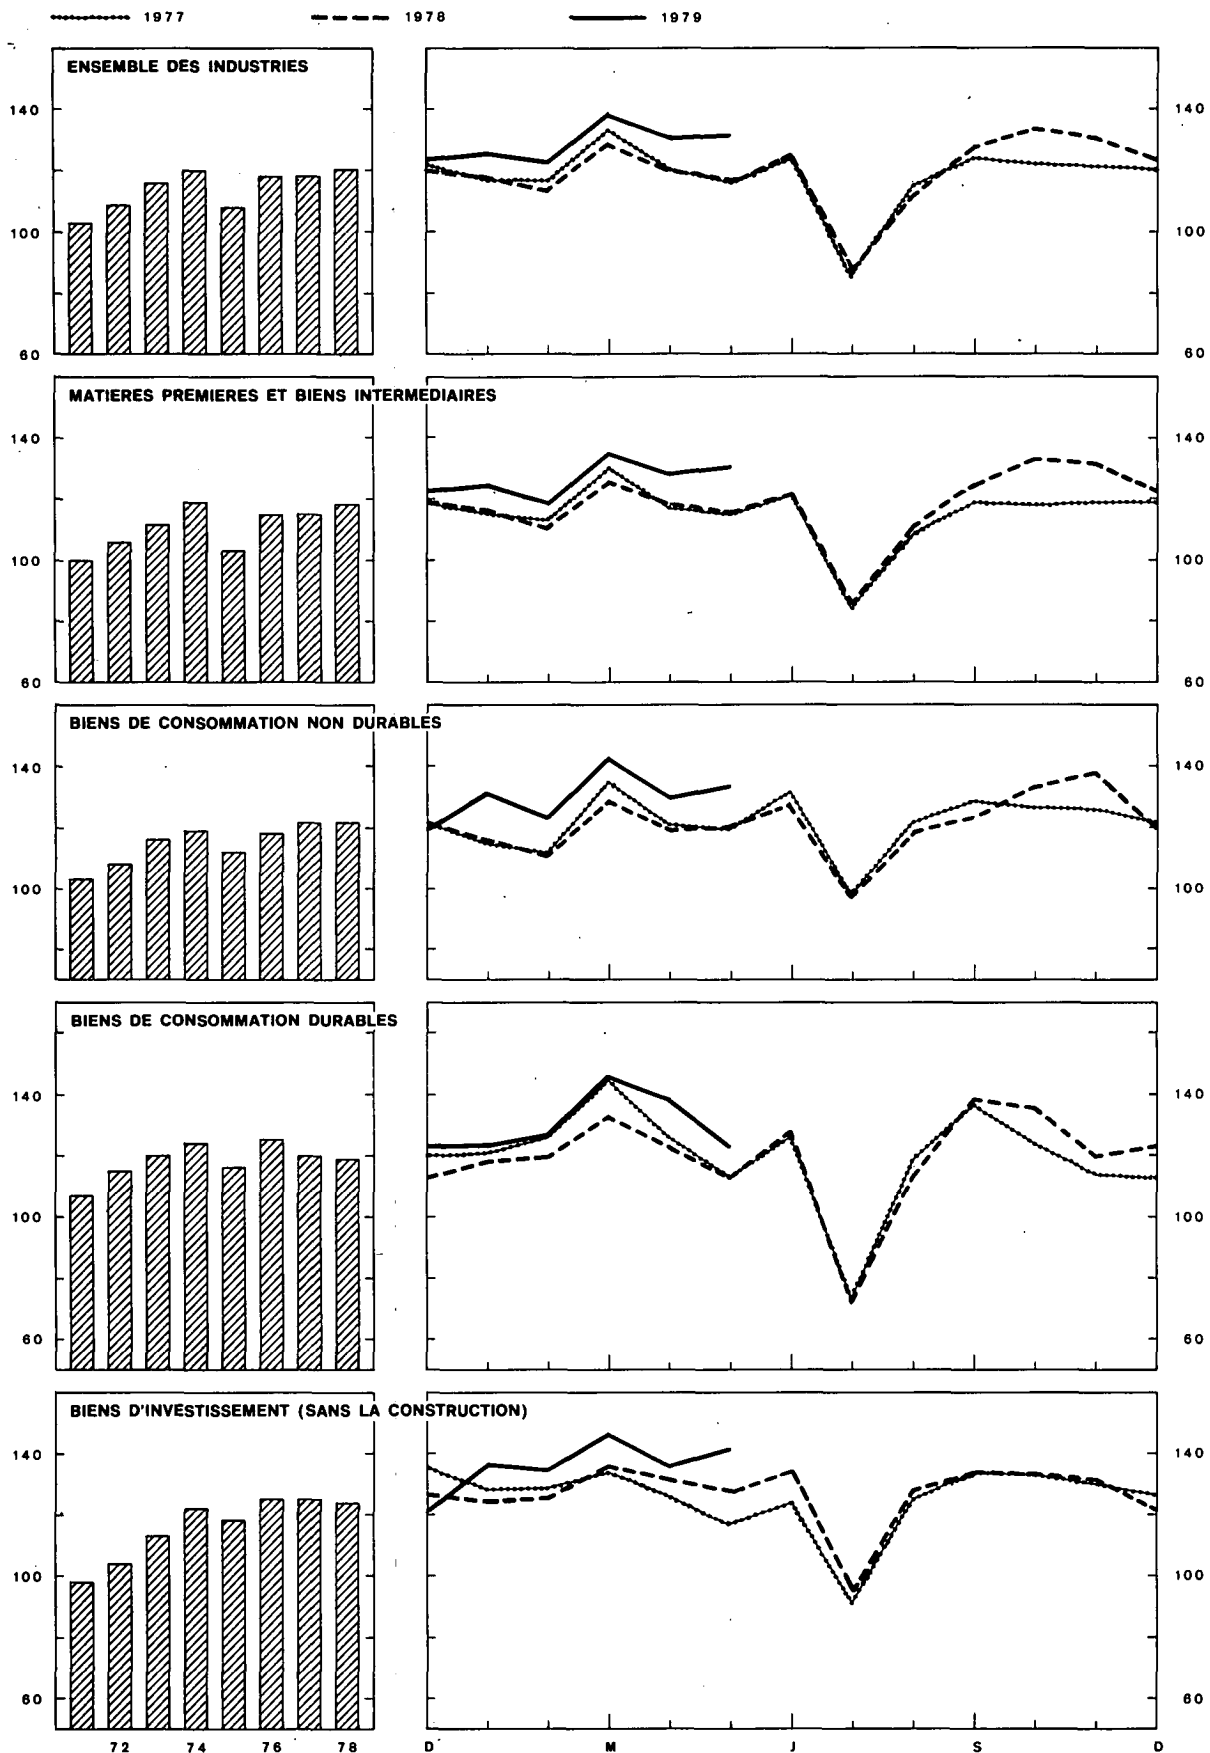 1977 1978 1979
ENSEMBLE DES INDUSTRIES
140 140
100 100
60 60
MATIERES PREMIERES ET BIENS INTERMEDIAIRES
140 140
100 100
60 60
BIENS DE CONSOMMATION NON DURABLES
140 140
100 100
BIENS DE CONSOMMATION DURABLES
140 140
100 100
60 60
BIENS D'INVESTISSEMENT (SANS LA CONSTRUCTION)
140 140
100 100
60 60
72 74 76 78 D M J S D